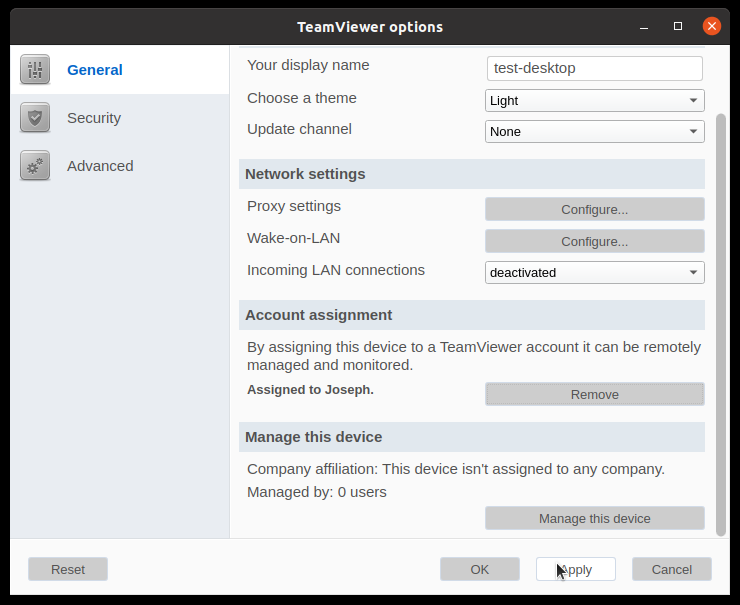 TeamViewer options
General
Security
Advanced
Your display name test-desktop
Choose a theme Light
Update channel None
Network settings
Proxy settings Configure...
Wake-on-LAN Configure...
Incoming LAN connections deactivated
Account assignment
By assigning this device to a TeamViewer account it can be remotely
managed and monitored.
Assigned to Joseph. Remove
Manage this device
Company affiliation: This device isn't assigned to any company.
Managed by: 0 users
Manage this device
Reset OK Apply Cancel